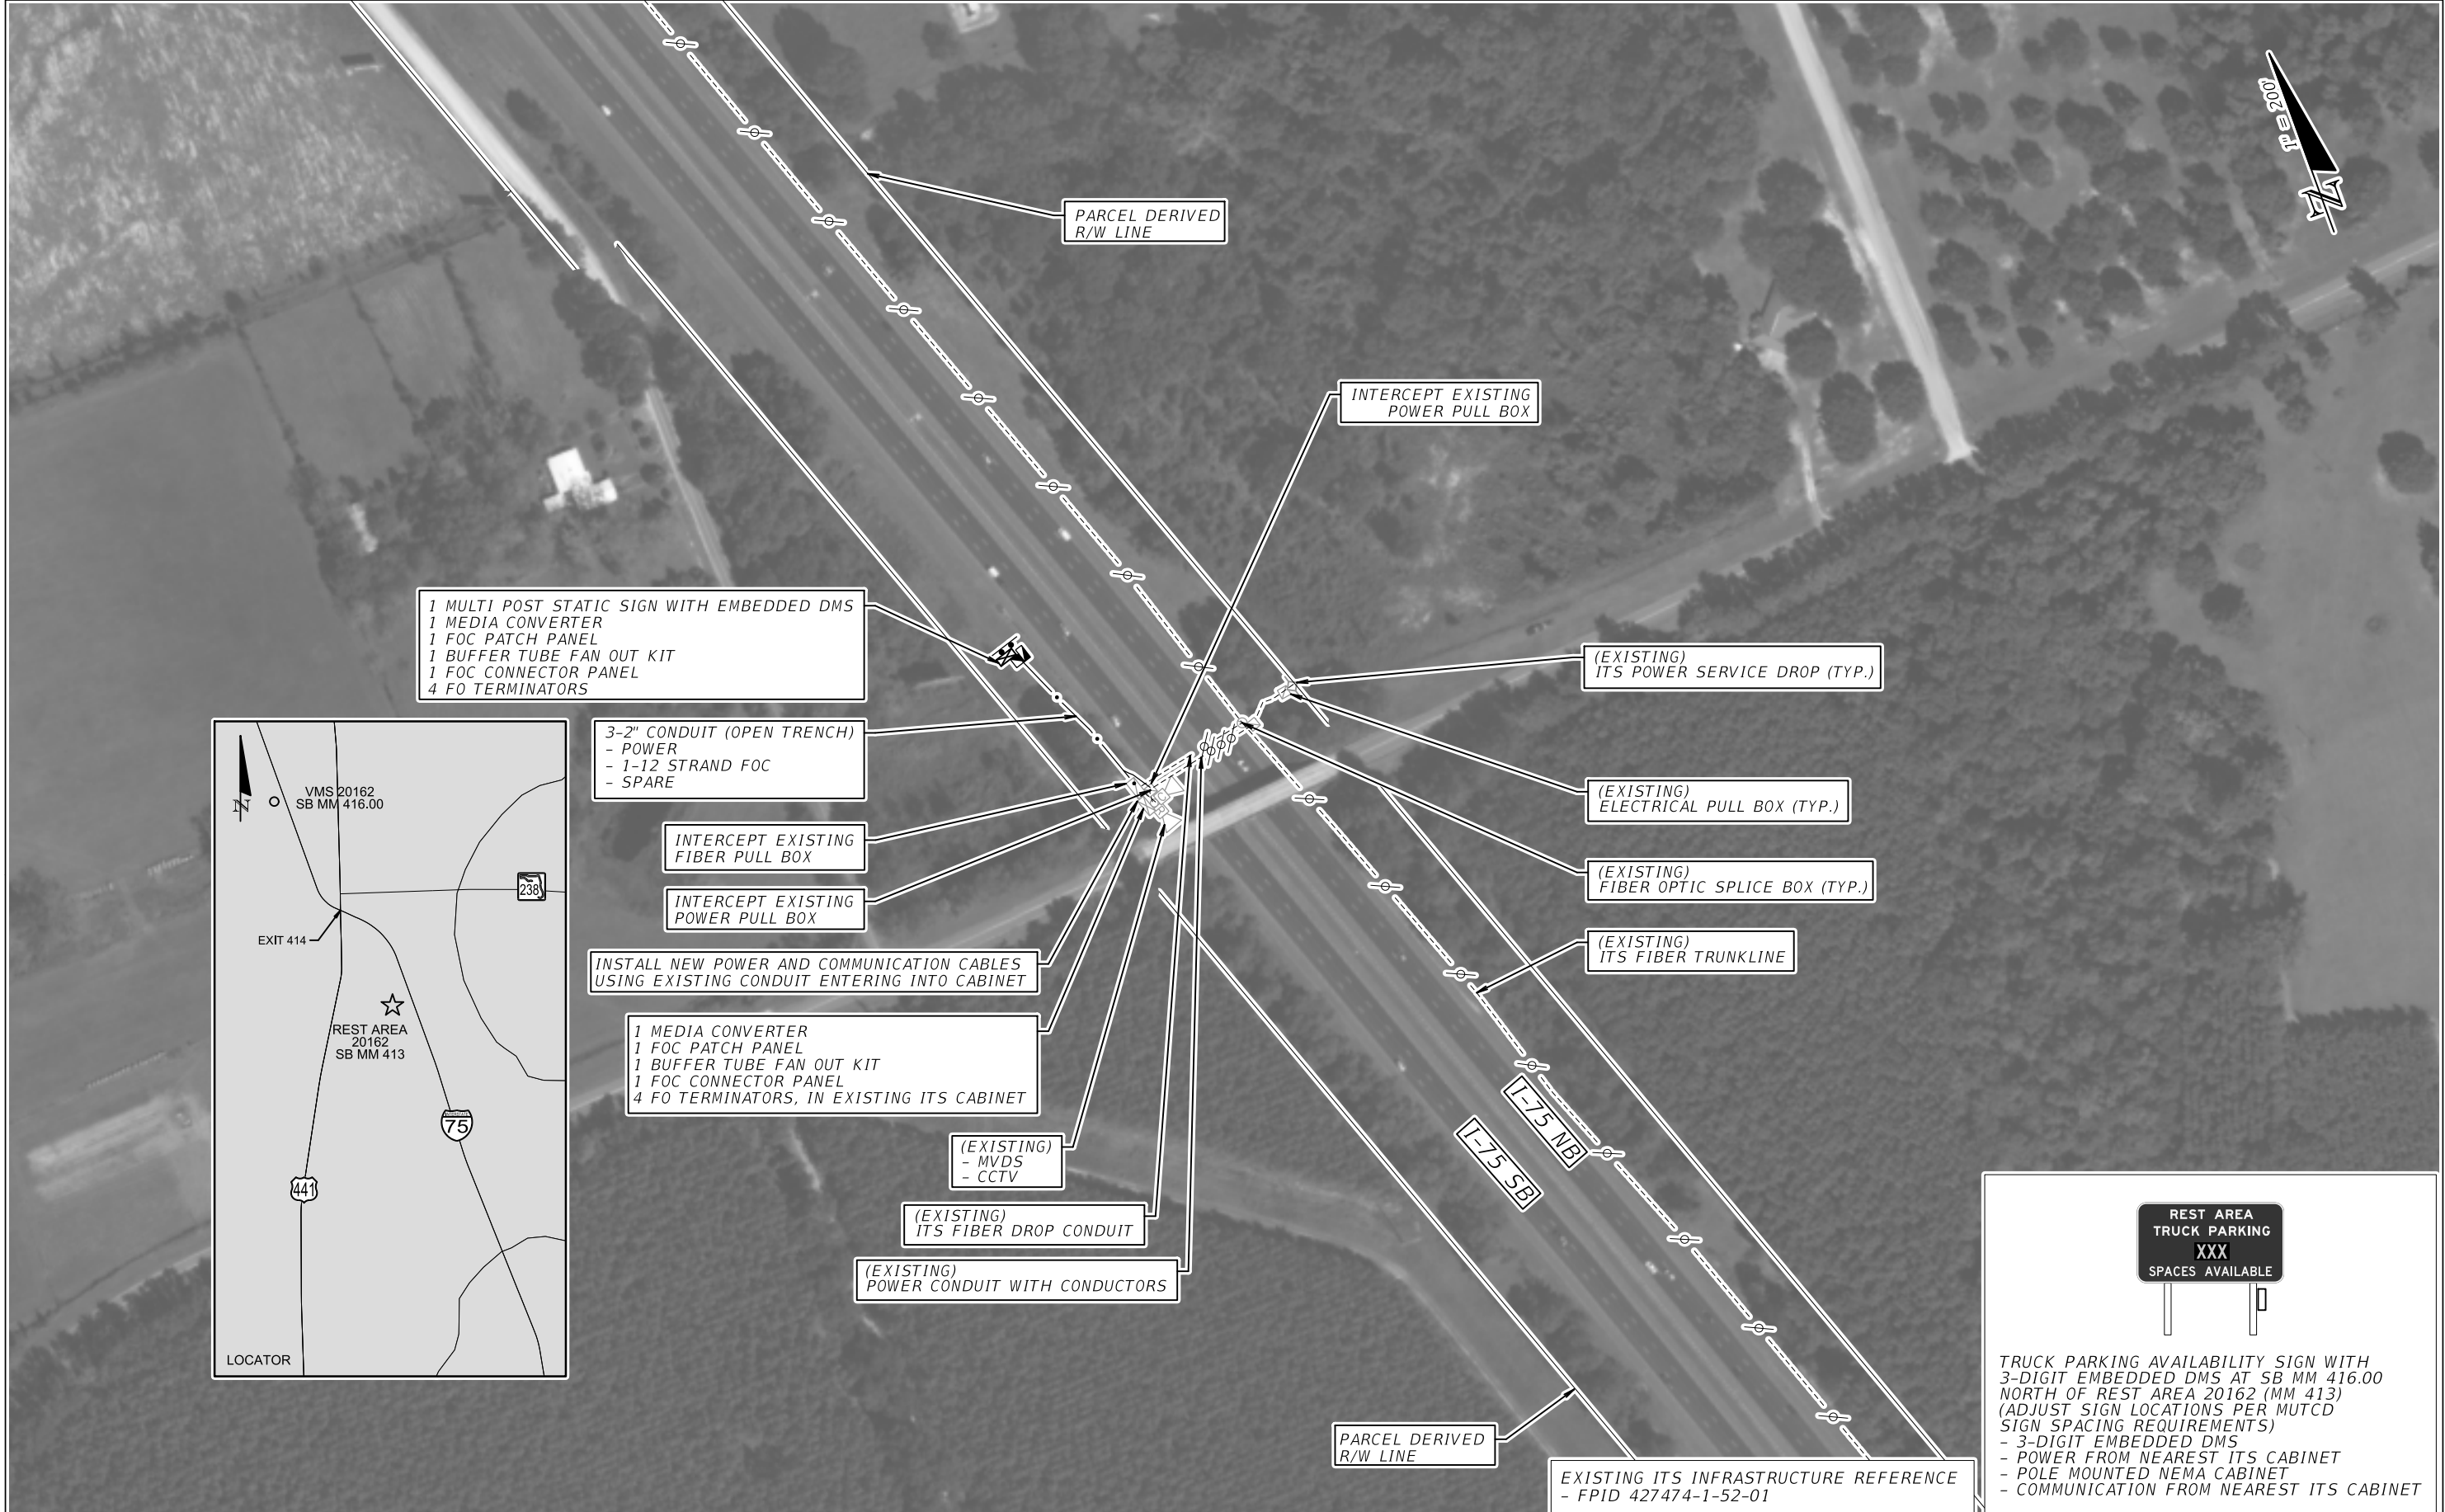 1" = 200'
N
PARCEL DERIVED
R/W LINE
INTERCEPT EXISTING
POWER PULL BOX
1 MULTI POST STATIC SIGN WITH EMBEDDED DMS
1 MEDIA CONVERTER
1 FOC PATCH PANEL
1 BUFFER TUBE FAN OUT KIT
1 FOC CONNECTOR PANEL
4 FO TERMINATORS
(EXISTING)
ITS POWER SERVICE DROP (TYP.)
3-2" CONDUIT (OPEN TRENCH)
- POWER
- 1-12 STRAND FOC
- SPARE
(EXISTING)
ELECTRICAL PULL BOX (TYP.)
INTERCEPT EXISTING
FIBER PULL BOX
(EXISTING)
FIBER OPTIC SPLICE BOX (TYP.)
INTERCEPT EXISTING
POWER PULL BOX
(EXISTING)
ITS FIBER TRUNKLINE
INSTALL NEW POWER AND COMMUNICATION CABLES
USING EXISTING CONDUIT ENTERING INTO CABINET
1 MEDIA CONVERTER
1 FOC PATCH PANEL
1 BUFFER TUBE FAN OUT KIT
1 FOC CONNECTOR PANEL
4 FO TERMINATORS, IN EXISTING ITS CABINET
(EXISTING)
- MVDS
- CCTV
(EXISTING)
ITS FIBER DROP CONDUIT
(EXISTING)
POWER CONDUIT WITH CONDUCTORS
I-75 NB
I-75 SB
N
VMS 20162
SB MM 416.00
238
EXIT 414
REST AREA
20162
SB MM 413
75
441
LOCATOR
PARCEL DERIVED
R/W LINE
EXISTING ITS INFRASTRUCTURE REFERENCE
- FPID 427474-1-52-01
REST AREA
TRUCK PARKING
XXX
SPACES AVAILABLE
TRUCK PARKING AVAILABILITY SIGN WITH
3-DIGIT EMBEDDED DMS AT SB MM 416.00
NORTH OF REST AREA 20162 (MM 413)
(ADJUST SIGN LOCATIONS PER MUTCD
SIGN SPACING REQUIREMENTS)
- 3-DIGIT EMBEDDED DMS
- POWER FROM NEAREST ITS CABINET
- POLE MOUNTED NEMA CABINET
- COMMUNICATION FROM NEAREST ITS CABINET